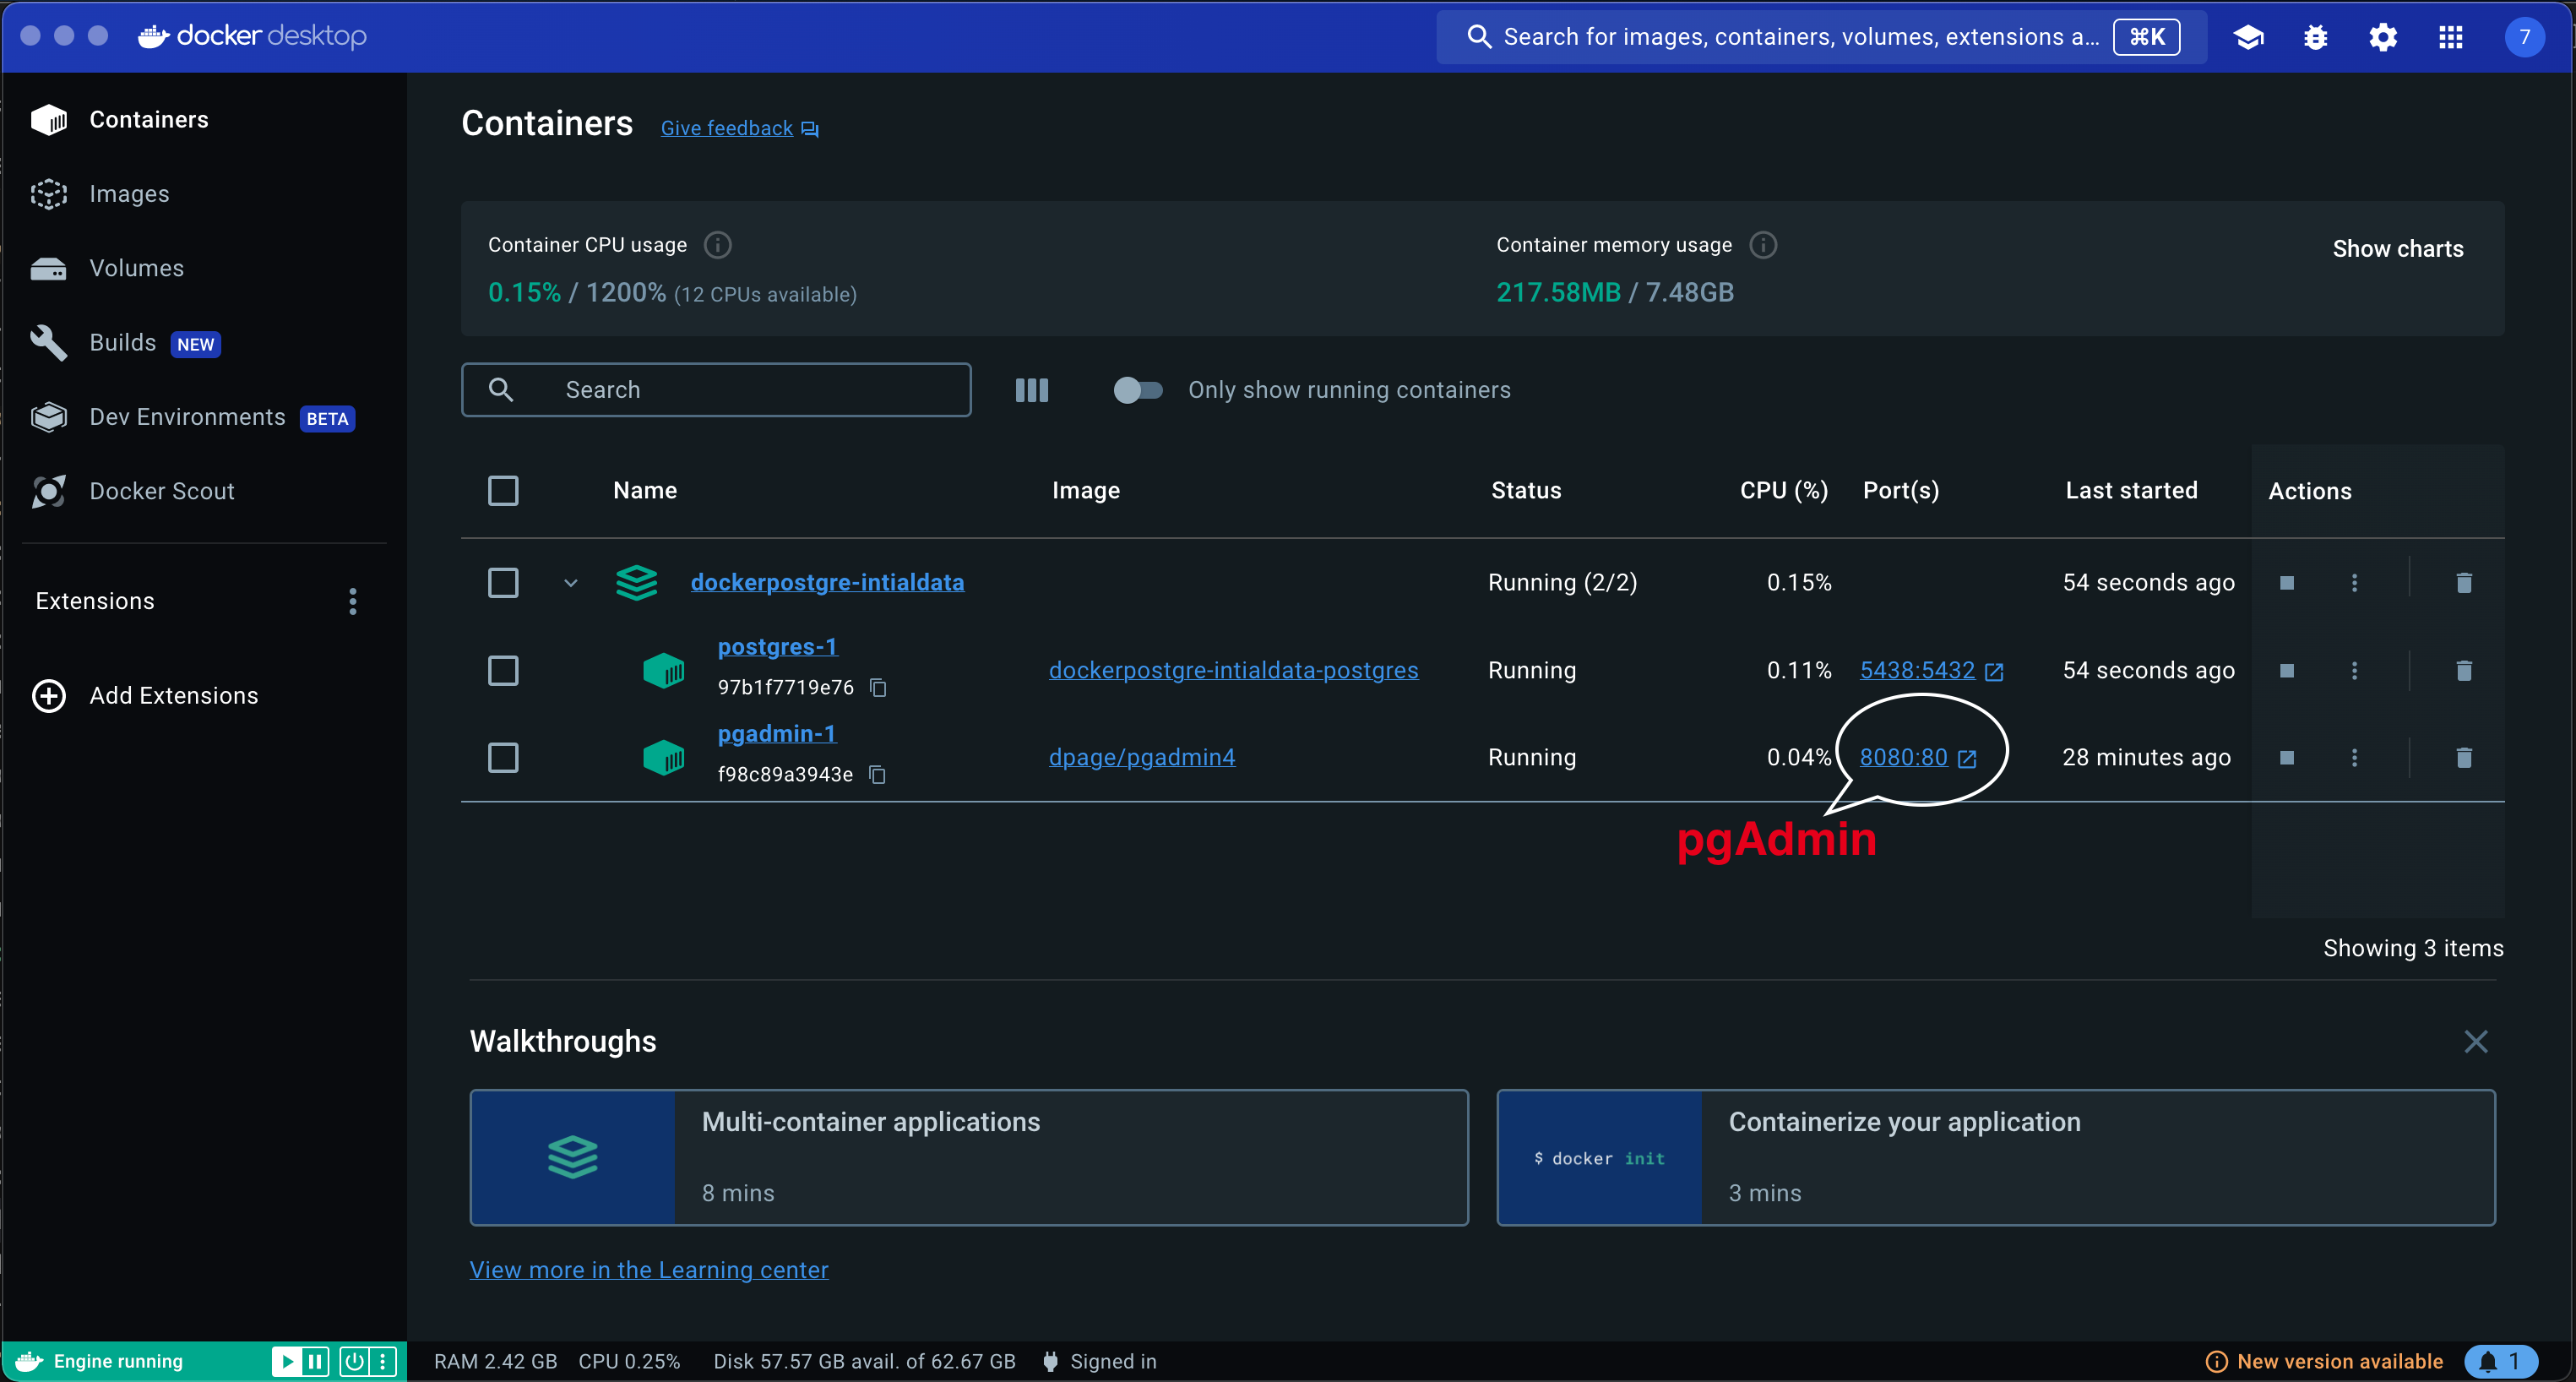 docker desktop
Search for images, containers, volumes, extensions a... ⌘K
7
Containers
Images
Volumes
Builds NEW
Dev Environments BETA
Docker Scout
Extensions
Add Extensions
Containers Give feedback
Container CPU usage
0.15% / 1200% (12 CPUs available)
Container memory usage
217.58MB / 7.48GB
Show charts
Search
Only show running containers
Name Image Status CPU (%) Port(s) Last started Actions
dockerpostgre-intialdata Running (2/2) 0.15% 54 seconds ago
postgres-1
97b1f7719e76
dockerpostgre-intialdata-postgres Running 0.11% 5438:5432 54 seconds ago
pgadmin-1
f98c89a3943e
dpage/pgadmin4 Running 0.04% 8080:80 28 minutes ago
pgAdmin
Showing 3 items
Walkthroughs
Multi-container applications
8 mins
$ docker init
Containerize your application
3 mins
View more in the Learning center
Engine running
RAM 2.42 GB CPU 0.25% Disk 57.57 GB avail. of 62.67 GB Signed in
New version available
1